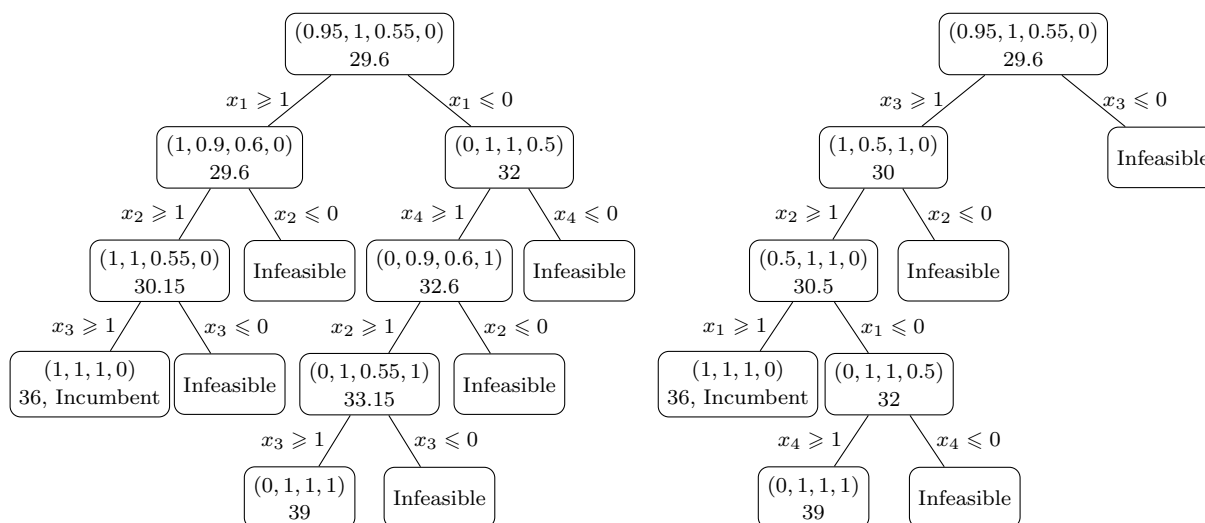 (0.95, 1, 0.55, 0)
29.6
x₁ ⩾ 1
x₁ ⩽ 0
(1, 0.9, 0.6, 0)
29.6
(0, 1, 1, 0.5)
32
x₂ ⩾ 1
x₂ ⩽ 0
x₄ ⩾ 1
x₄ ⩽ 0
(1, 1, 0.55, 0)
30.15
Infeasible
(0, 0.9, 0.6, 1)
32.6
Infeasible
x₃ ⩾ 1
x₃ ⩽ 0
x₂ ⩾ 1
x₂ ⩽ 0
(1, 1, 1, 0)
36, Incumbent
Infeasible
(0, 1, 0.55, 1)
33.15
Infeasible
x₃ ⩾ 1
x₃ ⩽ 0
(0, 1, 1, 1)
39
Infeasible
(0.95, 1, 0.55, 0)
29.6
x₃ ⩾ 1
x₃ ⩽ 0
(1, 0.5, 1, 0)
30
Infeasible
x₂ ⩾ 1
x₂ ⩽ 0
(0.5, 1, 1, 0)
30.5
Infeasible
x₁ ⩾ 1
x₁ ⩽ 0
(1, 1, 1, 0)
36, Incumbent
(0, 1, 1, 0.5)
32
x₄ ⩾ 1
x₄ ⩽ 0
(0, 1, 1, 1)
39
Infeasible